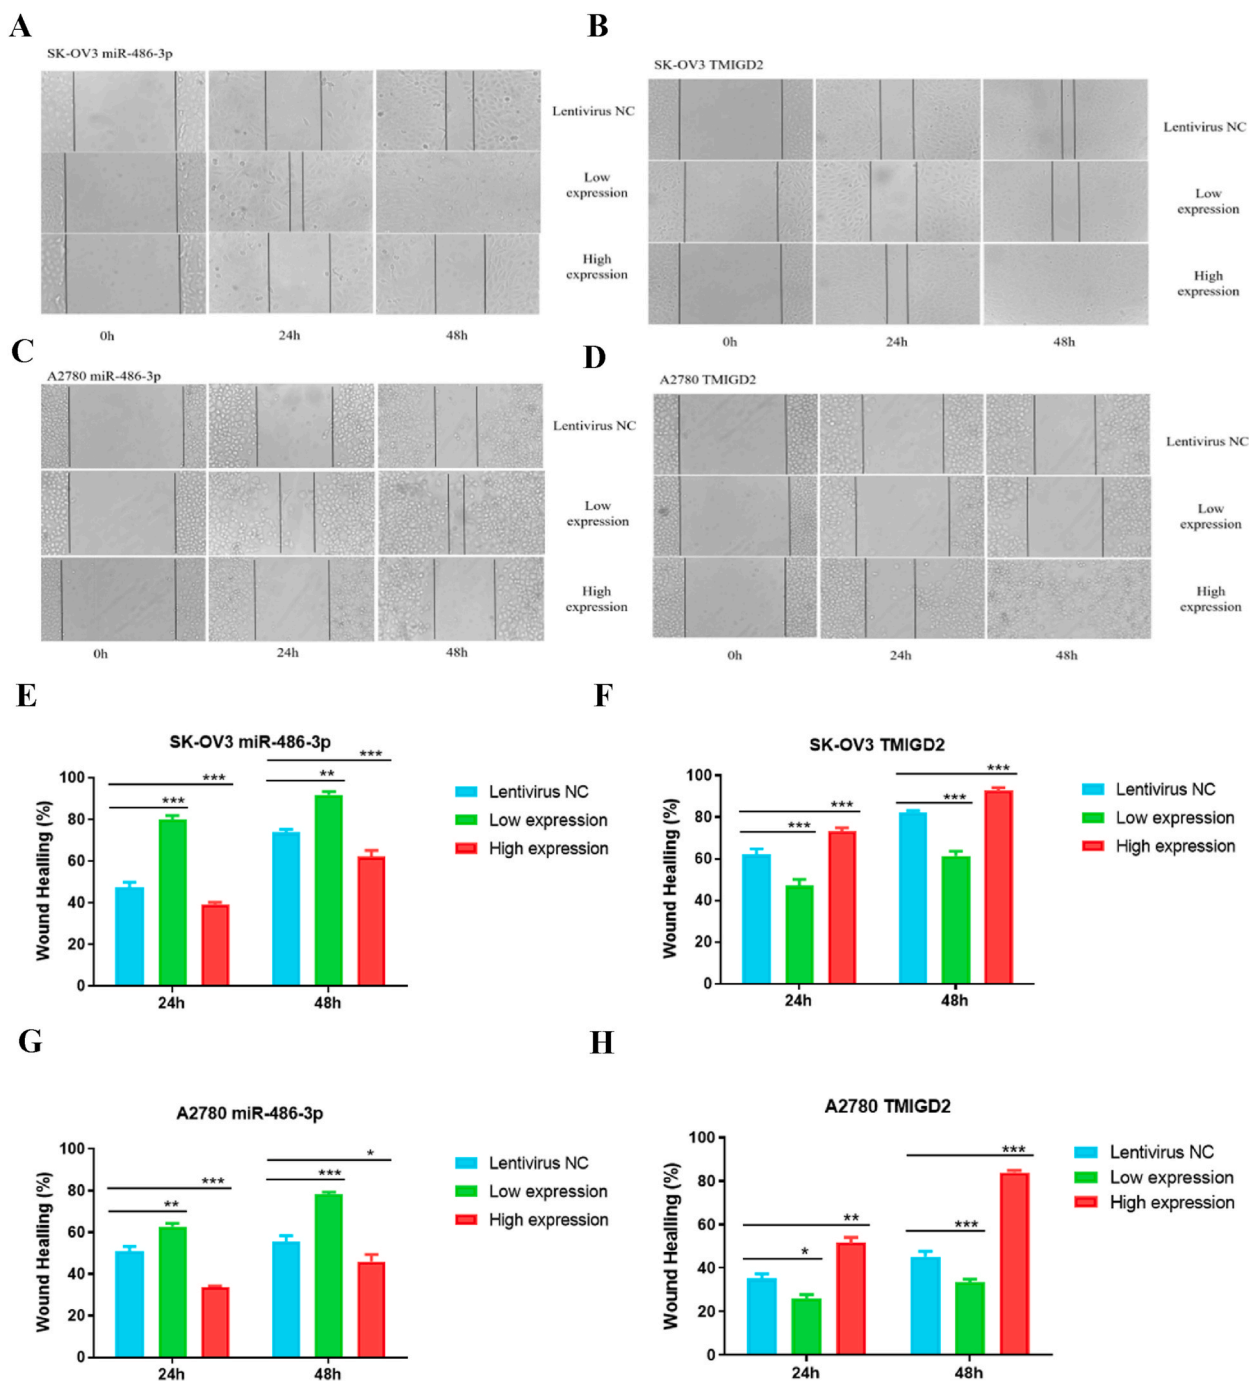 A
SK-OV3 miR-486-3p
Lentivirus NC
Low
expression
High
expression
0h 24h 48h
B
SK-OV3 TMIGD2
Lentivirus NC
Low
expression
High
expression
0h 24h 48h
C
A2780 miR-486-3p
Lentivirus NC
Low
expression
High
expression
0h 24h 48h
D
A2780 TMIGD2
Lentivirus NC
Low
expression
High
expression
0h 24h 48h
E
SK-OV3 miR-486-3p
Wound Healling (%)
100
80
60
40
20
0
*** *** ** ***
24h 48h
Lentivirus NC
Low expression
High expression
F
SK-OV3 TMIGD2
Wound Healling (%)
100
80
60
40
20
0
*** *** *** ***
24h 48h
Lentivirus NC
Low expression
High expression
G
A2780 miR-486-3p
Wound Healling (%)
100
80
60
40
20
0
** *** *** *
24h 48h
Lentivirus NC
Low expression
High expression
H
A2780 TMIGD2
Wound Healling (%)
100
80
60
40
20
0
* ** *** ***
24h 48h
Lentivirus NC
Low expression
High expression